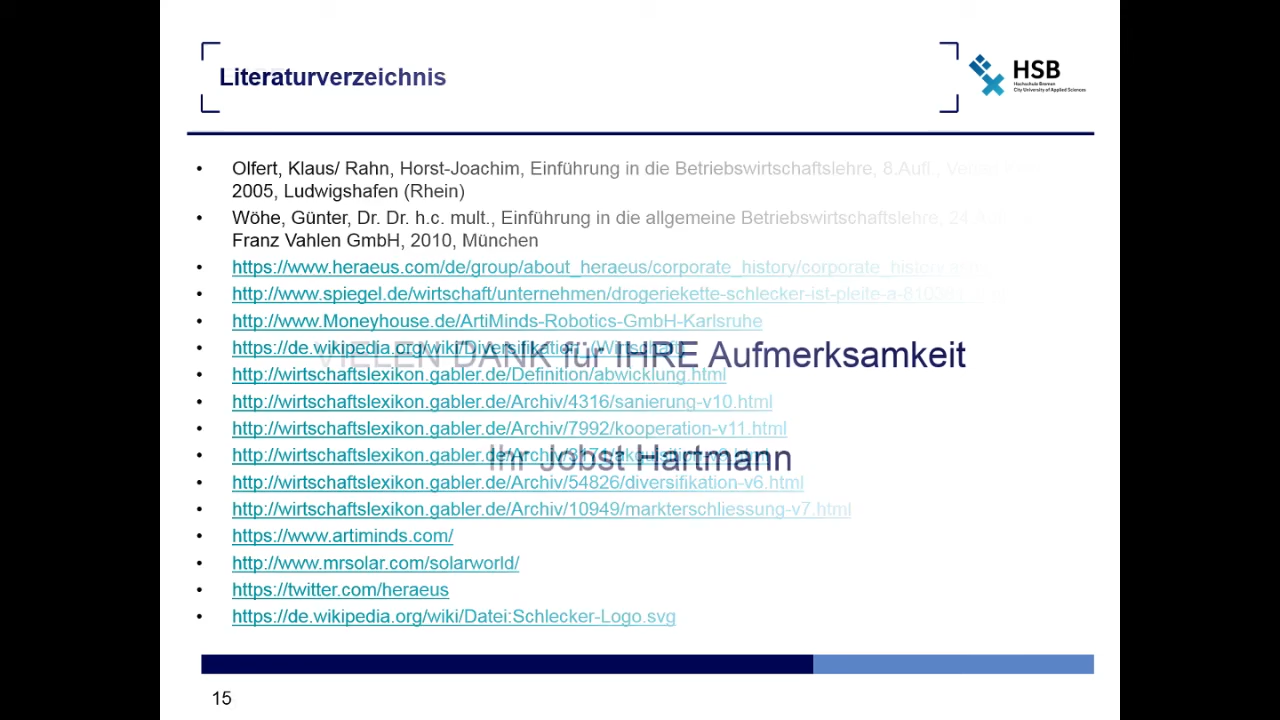 Literaturverzeichnis
HSB
Hochschule Bremen
City University of Applied Sciences
• Olfert, Klaus/ Rahn, Horst-Joachim, Einführung in die Betriebswirtschaftslehre, 8.Aufl.,
2005, Ludwigshafen (Rhein)
• Wöhe, Günter, Dr. Dr. h.c. mult., Einführung in die allgemeine Betriebswirtschaftslehre, 24.
Franz Vahlen GmbH, 2010, München
• https://www.heraeus.com/de/group/about_heraeus/corporate_history/corporate_history
• http://www.spiegel.de/wirtschaft/unternehmen/drogeriekette-schlecker-ist-pleite-a-
• http://www.Moneyhouse.de/ArtiMinds-Robotics-GmbH-Karlsruhe
• https://de.wikipedia.org/wiki/Diversifikation
VIELEN DANK für IHRE Aufmerksamkeit
• http://wirtschaftslexikon.gabler.de/Definition/abwicklung.html
• http://wirtschaftslexikon.gabler.de/Archiv/4316/sanierung-v10.html
• http://wirtschaftslexikon.gabler.de/Archiv/7992/kooperation-v11.html
• http://wirtschaftslexikon.gabler.de/Archiv/
Ihr Jobst Hartmann
• http://wirtschaftslexikon.gabler.de/Archiv/54826/diversifikation-v6.html
• http://wirtschaftslexikon.gabler.de/Archiv/10949/markterschliessung-v7.html
• https://www.artiminds.com/
• http://www.mrsolar.com/solarworld/
• https://twitter.com/heraeus
• https://de.wikipedia.org/wiki/Datei:Schlecker-Logo.svg
15